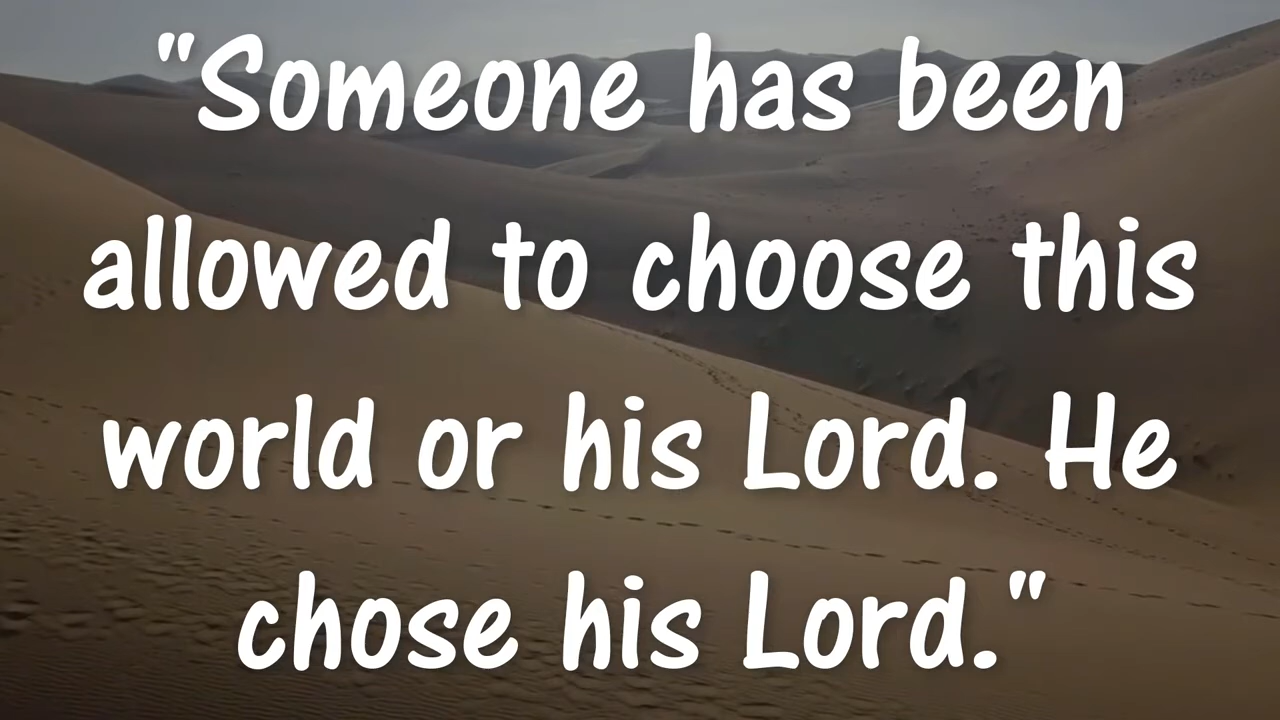 "Someone has been
allowed to choose this
world or his Lord. He
chose his Lord."